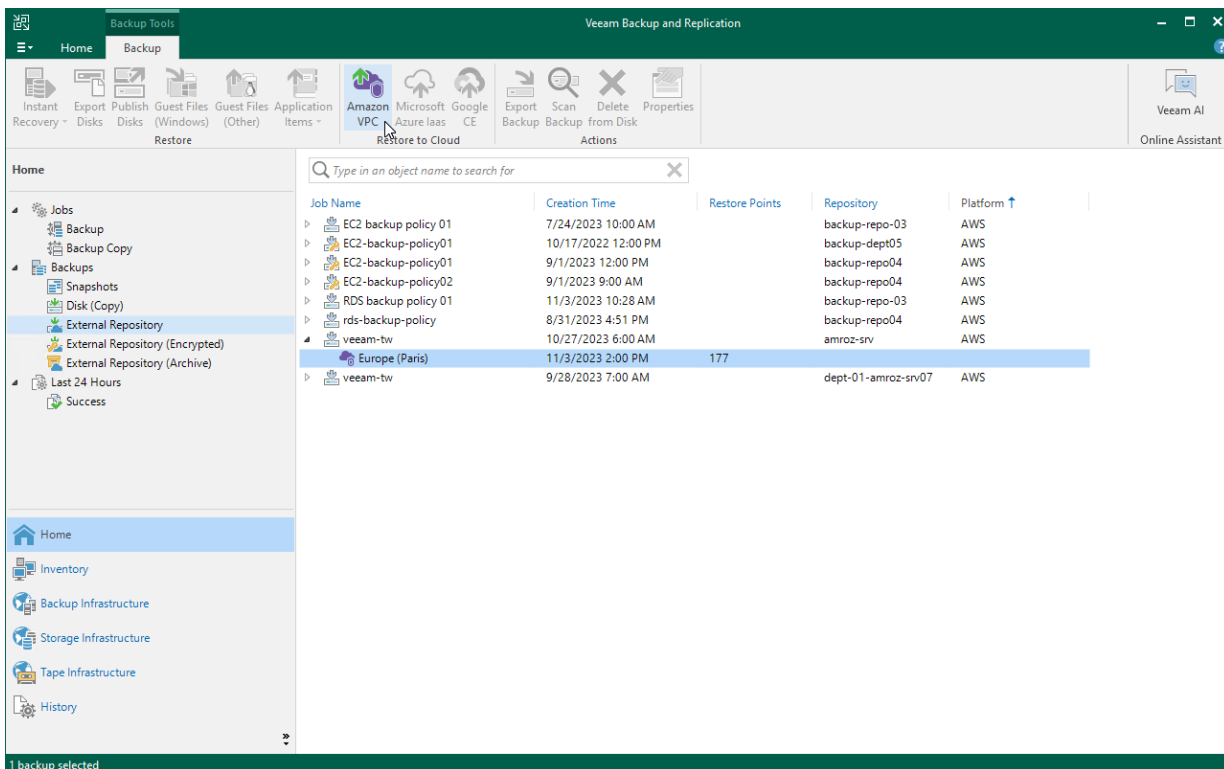 Backup Tools
Veeam Backup and Replication
Home Backup
Instant Recovery
Export Disks
Publish Disks
Guest Files (Windows)
Guest Files (Other)
Application Items
Amazon VPC
Microsoft Azure Iaas
Google CE
Export Backup
Scan Backup
Delete from Disk
Properties
Veeam AI
Restore
Restore to Cloud
Actions
Online Assistant
Home
Jobs
Backup
Backup Copy
Backups
Snapshots
Disk (Copy)
External Repository
External Repository (Encrypted)
External Repository (Archive)
Last 24 Hours
Success
Home
Inventory
Backup Infrastructure
Storage Infrastructure
Tape Infrastructure
History
Type in an object name to search for
Job Name Creation Time Restore Points Repository Platform
EC2 backup policy 01 7/24/2023 10:00 AM backup-repo-03 AWS
EC2-backup-policy01 10/17/2022 12:00 PM backup-dept05 AWS
EC2-backup-policy01 9/1/2023 12:00 PM backup-repo04 AWS
EC2-backup-policy02 9/1/2023 9:00 AM backup-repo04 AWS
RDS backup policy 01 11/3/2023 10:28 AM backup-repo-03 AWS
rds-backup-policy 8/31/2023 4:51 PM backup-repo04 AWS
veeam-tw 10/27/2023 6:00 AM amroz-srv AWS
Europe (Paris) 11/3/2023 2:00 PM 177
veeam-tw 9/28/2023 7:00 AM dept-01-amroz-srv07 AWS
1 backup selected